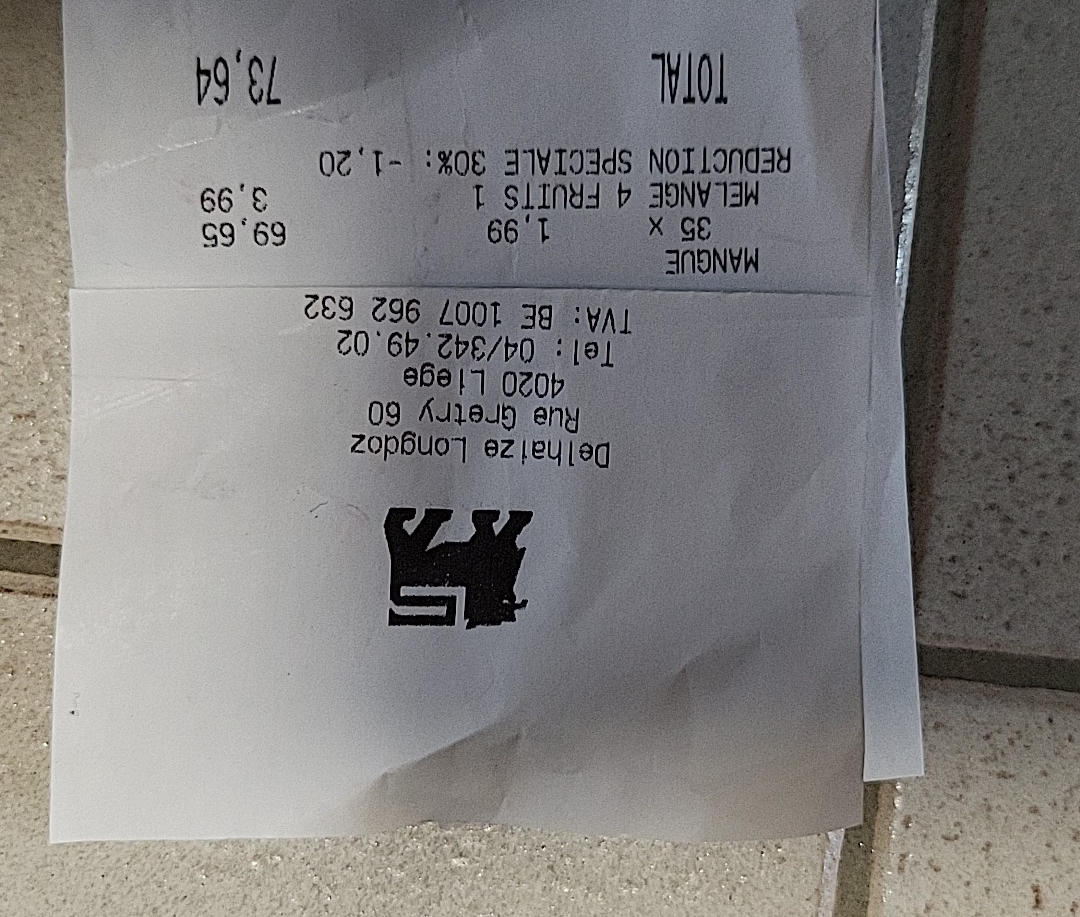 Delhaize Longdoz
Rue Gretry 60
4020 Liege
Tel: 04/342.49.02
TVA: BE 1007 962 632
MANGUE
35 x 1,99 69,65
MELANGE 4 FRUITS 1 3,99
REDUCTION SPECIALE 30%: -1,20
TOTAL 73,64